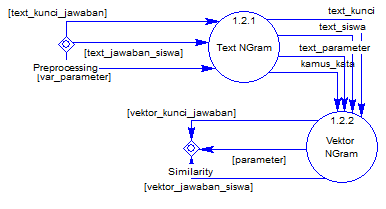 [text_kunci_jawaban]
text_kunci
1.2.1
text_siswa
[text_jawaban_siswa]
Text NGram
text_parameter
kamus_kata
Preprocessing
[var_parameter]
[vektor_kunci_jawaban]
1.2.2
Vektor
NGram
[parameter]
Similarity
[vektor_jawaban_siswa]